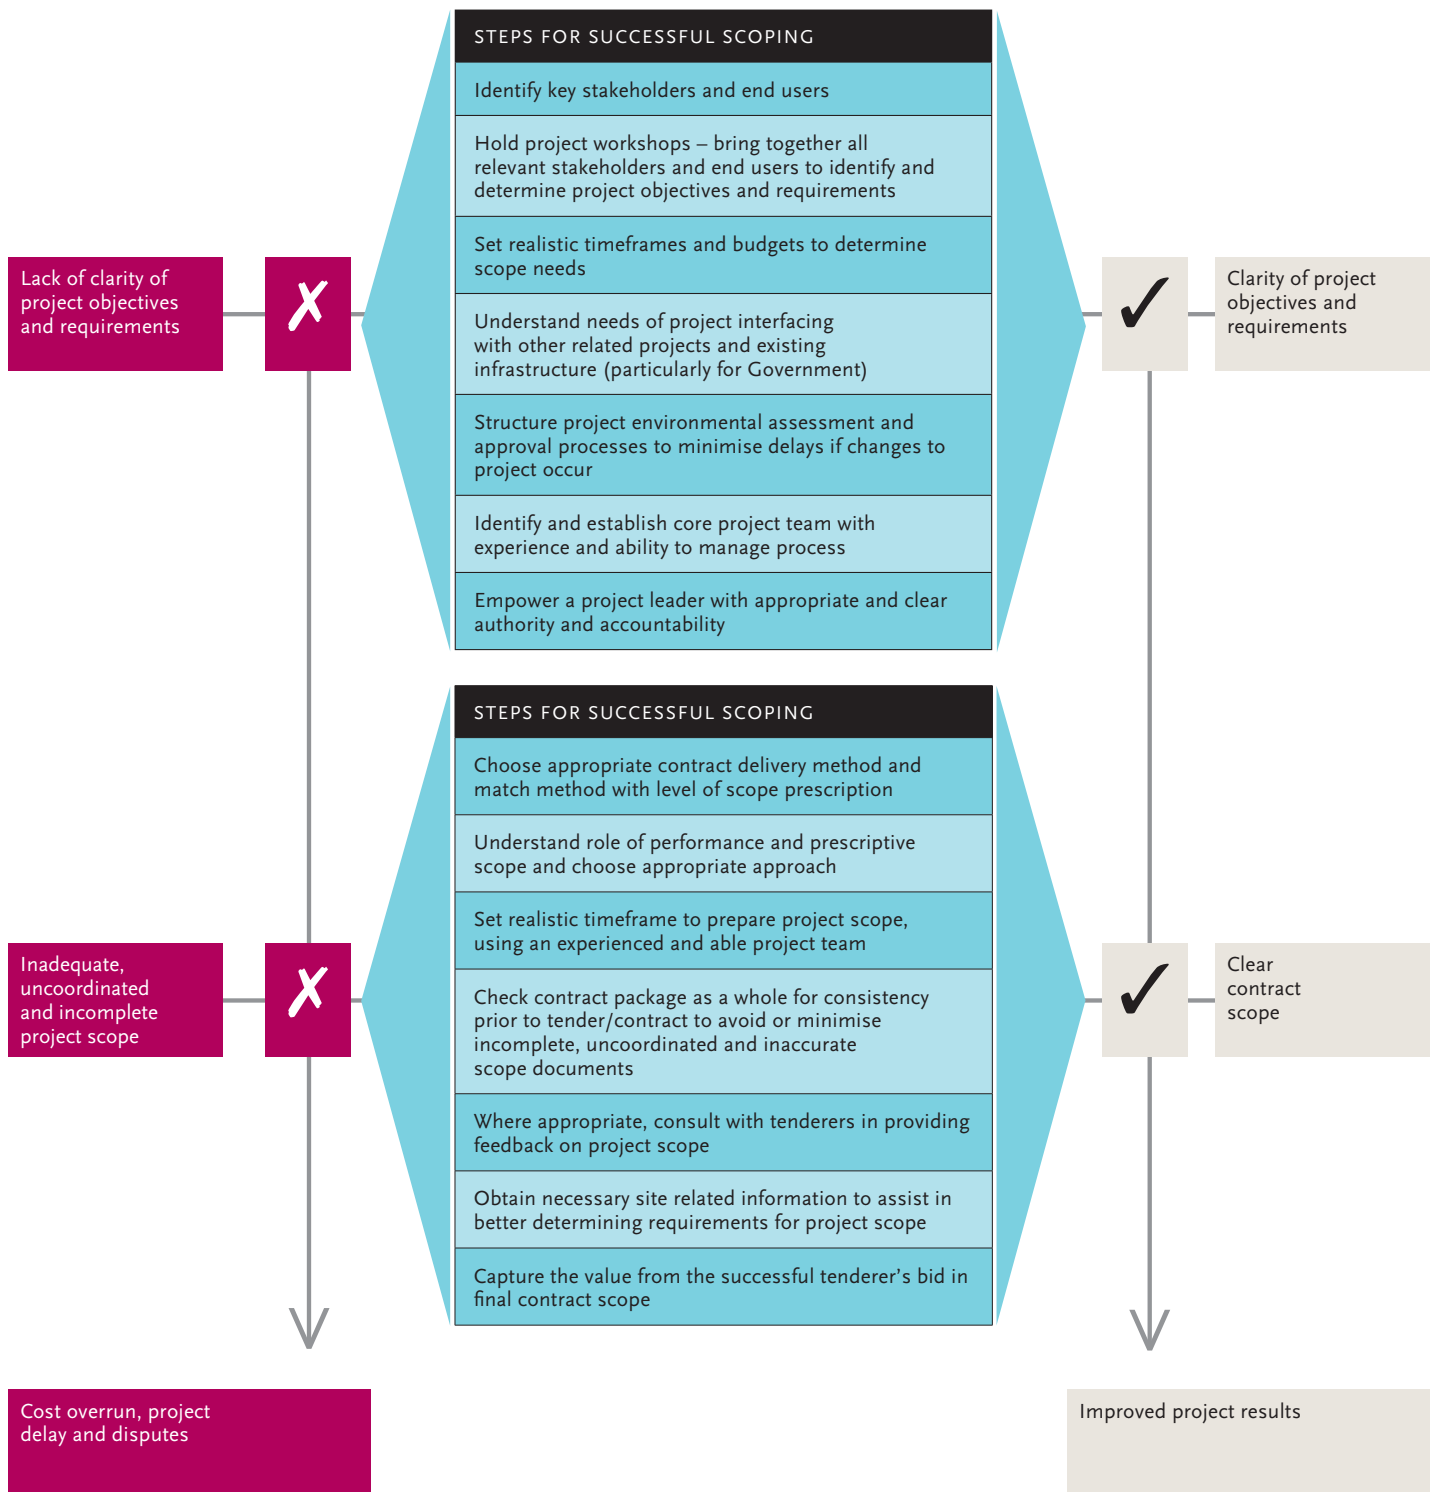 STEPS FOR SUCCESSFUL SCOPING
Identify key stakeholders and end users
Hold project workshops – bring together all
relevant stakeholders and end users to identify and
determine project objectives and requirements
Set realistic timeframes and budgets to determine
scope needs
Understand needs of project interfacing
with other related projects and existing
infrastructure (particularly for Government)
Structure project environmental assessment and
approval processes to minimise delays if changes to
project occur
Identify and establish core project team with
experience and ability to manage process
Empower a project leader with appropriate and clear
authority and accountability
Lack of clarity of
project objectives
and requirements
✗
✓
Clarity of project
objectives and
requirements
STEPS FOR SUCCESSFUL SCOPING
Choose appropriate contract delivery method and
match method with level of scope prescription
Understand role of performance and prescriptive
scope and choose appropriate approach
Set realistic timeframe to prepare project scope,
using an experienced and able project team
Check contract package as a whole for consistency
prior to tender/contract to avoid or minimise
incomplete, uncoordinated and inaccurate
scope documents
Where appropriate, consult with tenderers in providing
feedback on project scope
Obtain necessary site related information to assist in
better determining requirements for project scope
Capture the value from the successful tenderer’s bid in
final contract scope
Inadequate,
uncoordinated
and incomplete
project scope
✗
✓
Clear
contract
scope
Cost overrun, project
delay and disputes
Improved project results